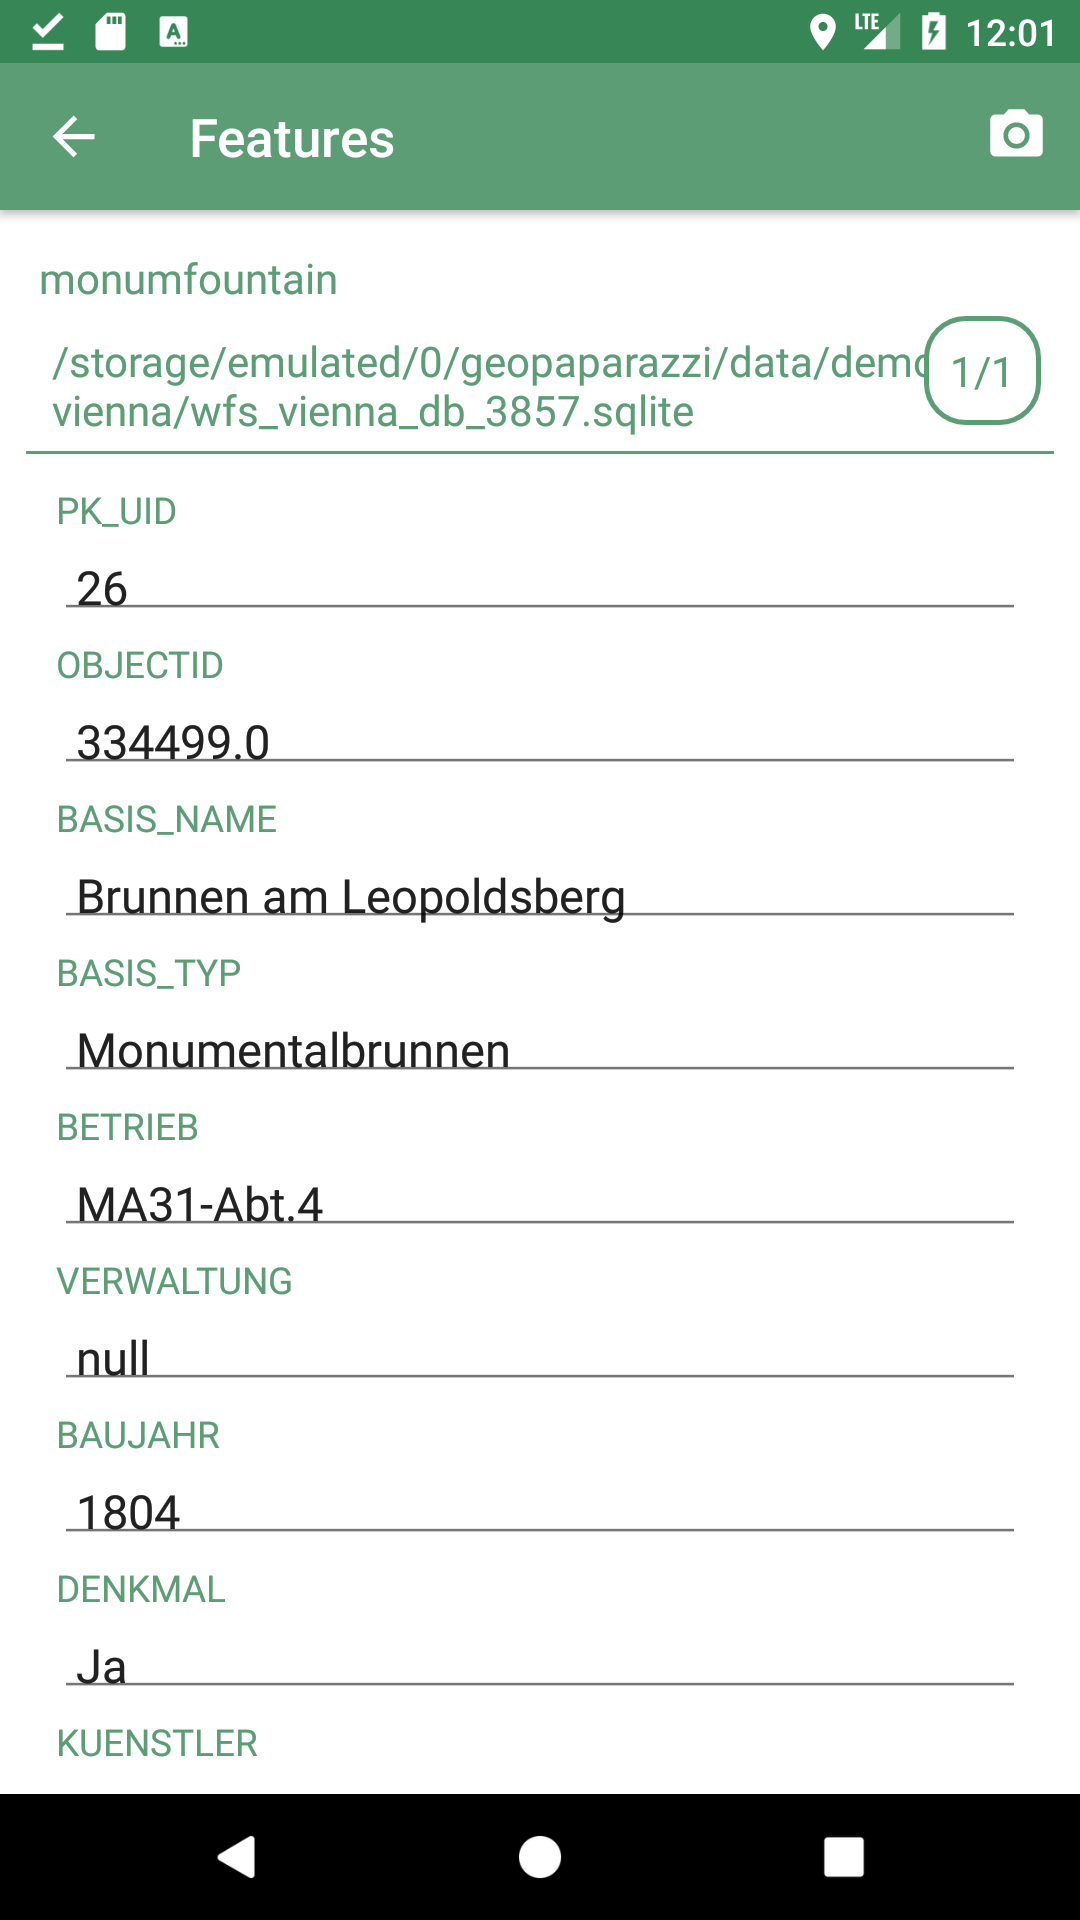 LTE 12:01
Features
monumfountain
/storage/emulated/0/geopaparazzi/data/demo
vienna/wfs_vienna_db_3857.sqlite
1/1
PK_UID
26
OBJECTID
334499.0
BASIS_NAME
Brunnen am Leopoldsberg
BASIS_TYP
Monumentalbrunnen
BETRIEB
MA31-Abt.4
VERWALTUNG
null
BAUJAHR
1804
DENKMAL
Ja
KUENSTLER